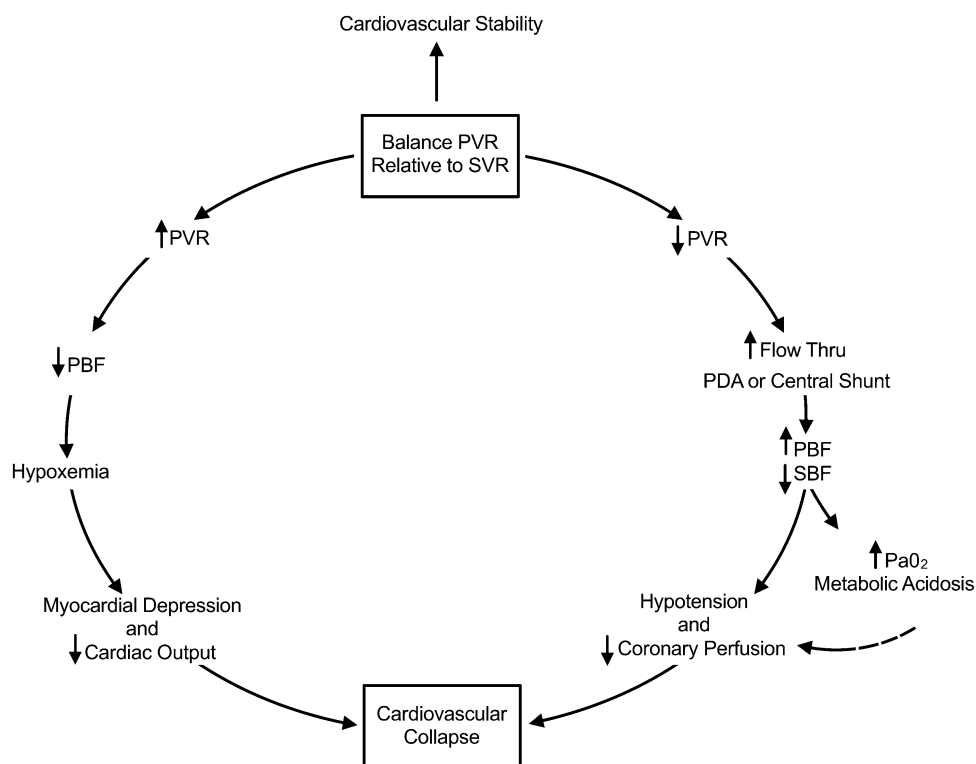 Cardiovascular Stability
Balance PVR
Relative to SVR
↑PVR
↓PVR
↓PBF
↑Flow Thru
PDA or Central Shunt
↑PBF
↓SBF
Hypoxemia
↑Pa0₂
Metabolic Acidosis
Myocardial Depression
and
↓Cardiac Output
Hypotension
and
↓Coronary Perfusion
Cardiovascular
Collapse